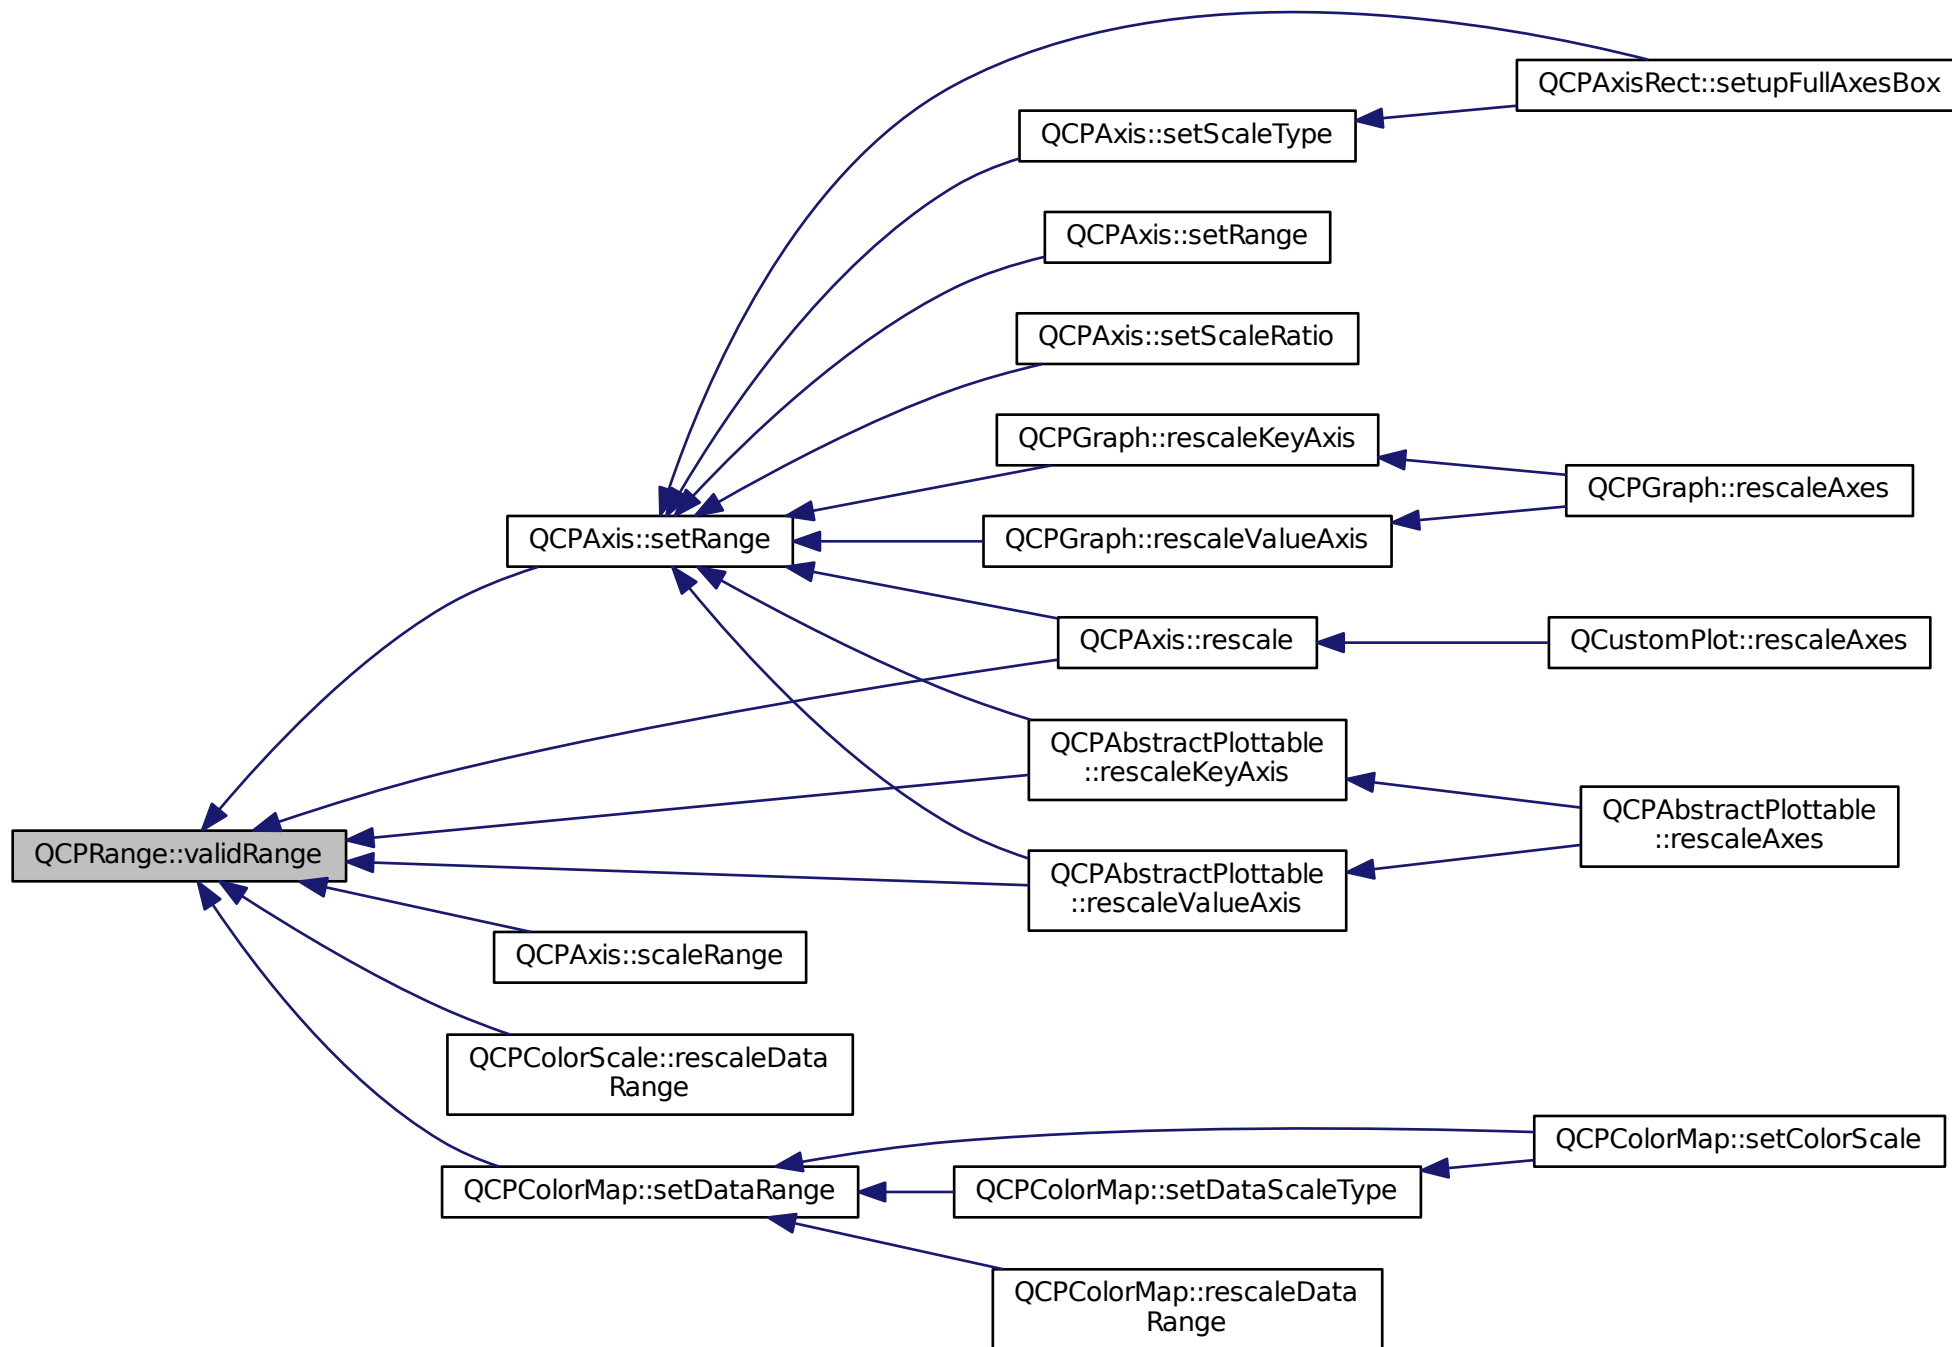 QCPAxisRect::setupFullAxesBox
QCPAxis::setScaleType
QCPAxis::setRange
QCPAxis::setScaleRatio
QCPGraph::rescaleKeyAxis
QCPGraph::rescaleAxes
QCPAxis::setRange
QCPGraph::rescaleValueAxis
QCPAxis::rescale
QCustomPlot::rescaleAxes
QCPAbstractPlottable
::rescaleKeyAxis
QCPAbstractPlottable
::rescaleAxes
QCPRange::validRange
QCPAbstractPlottable
::rescaleValueAxis
QCPAxis::scaleRange
QCPColorScale::rescaleData
Range
QCPColorMap::setColorScale
QCPColorMap::setDataRange
QCPColorMap::setDataScaleType
QCPColorMap::rescaleData
Range